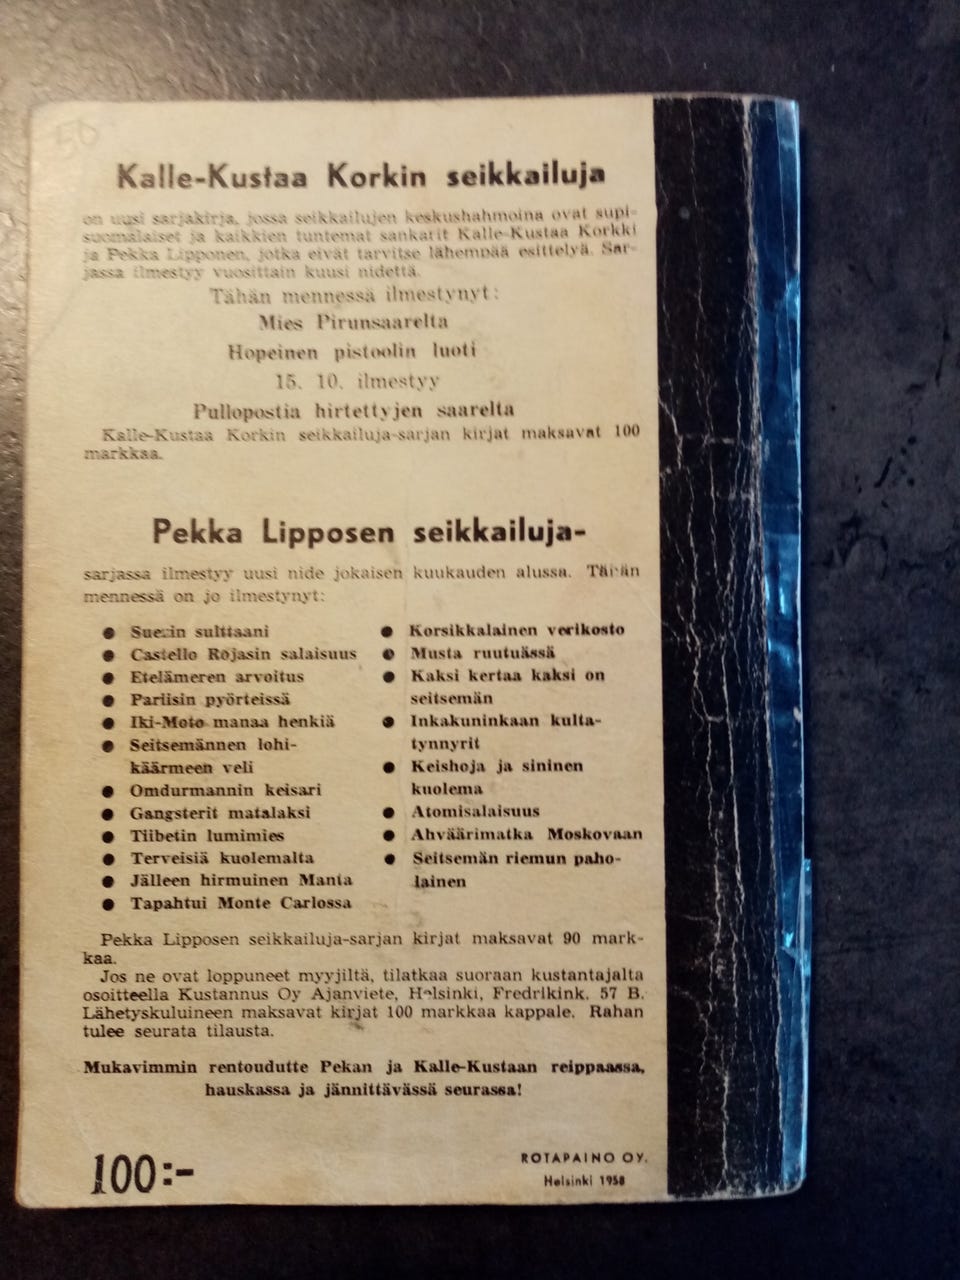 50
Kalle-Kustaa Korkin seikkailuja
on uusi sarjakirja, jossa seikkailujen keskushahmoina ovat supi-
suomalaiset ja kaikkien tuntemat sankarit Kalle-Kustaa Korkki
ja Pekka Lipponen, jotka eivät tarvitse lähempää esittelyä. Sar-
jassa ilmestyy vuosittain kuusi nidettä.
Tähän mennessä ilmestynyt:
Mies Pirunsaarelta
Hopeinen pistoolin luoti
15. 10. ilmestyy
Pullopostia hirtettyjen saarelta
Kalle-Kustaa Korkin seikkailuja-sarjan kirjat maksavat 100
markkaa.
Pekka Lipposen seikkailuja-
sarjassa ilmestyy uusi nide jokaisen kuukauden alussa. Tähän
mennessä on jo ilmestynyt:
● Suezin sulttaani
● Castello Rojasin salaisuus
● Etelämeren arvoitus
● Pariisin pyörteissä
● Iki-Moto manaa henkiä
● Seitsemännen lohi-
käärmeen veli
● Omdurmannin keisari
● Gangsterit matalaksi
● Tiibetin lumimies
● Terveisiä kuolemalta
● Jälleen hirmuinen Manta
● Tapahtui Monte Carlossa
● Korsikkalainen verikosto
● Musta ruutuässä
● Kaksi kertaa kaksi on
seitsemän
● Inkakuninkaan kulta-
tynnyrit
● Keishoja ja sininen
kuolema
● Atomisalaisuus
● Ahväärimatka Moskovaan
● Seitsemän riemun paho-
lainen
Pekka Lipposen seikkailuja-sarjan kirjat maksavat 90 mark-
kaa.
Jos ne ovat loppuneet myyjiltä, tilatkaa suoraan kustantajalta
osoitteella Kustannus Oy Ajanviete, Helsinki, Fredrikink. 57 B.
Lähetyskuluineen maksavat kirjat 100 markkaa kappale. Rahan
tulee seurata tilausta.
Mukavimmin rentoudutte Pekan ja Kalle-Kustaan reippaassa,
hauskassa ja jännittävässä seurassa!
100:-
ROTAPAINO OY.
Helsinki 1958